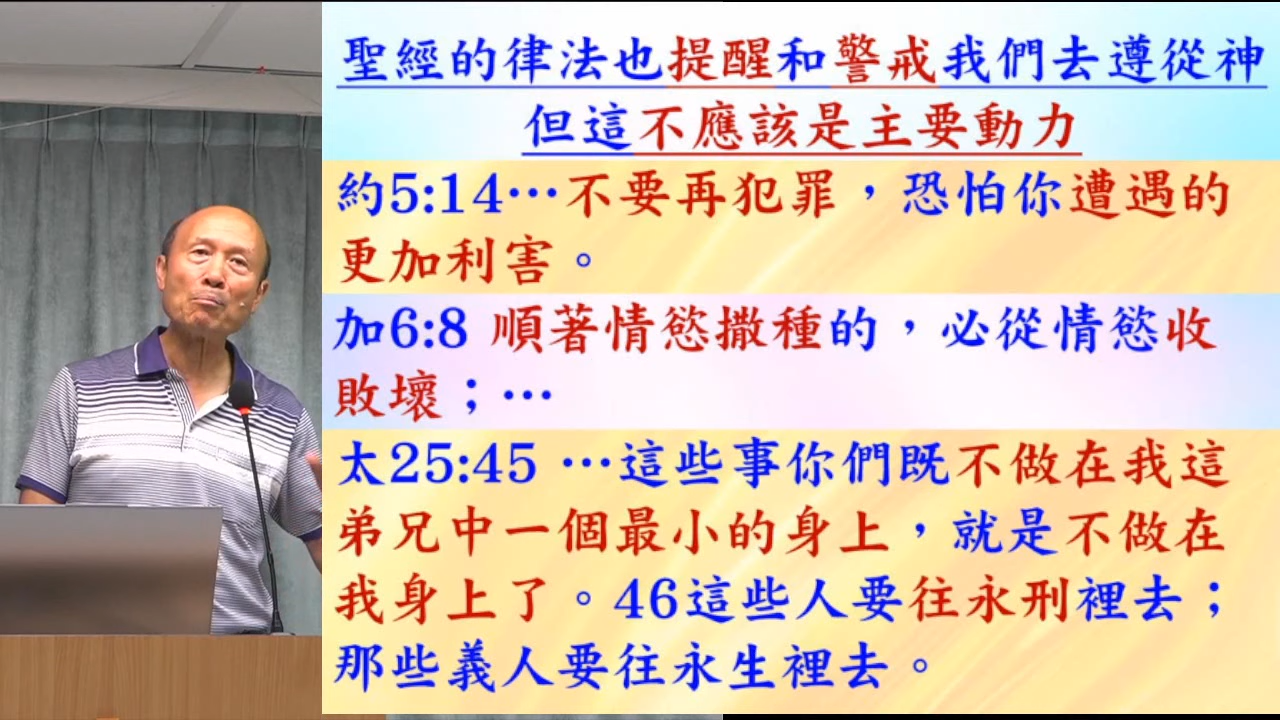 聖經的律法也提醒和警戒我們去遵從神
但這不應該是主要動力
約5:14…不要再犯罪,恐怕你遭遇的
更加利害。
加6:8 順著情慾撒種的,必從情慾收
敗壞;…
太25:45 …這些事你們既不做在我這
弟兄中一個最小的身上,就是不做在
我身上了。46這些人要往永刑裡去;
那些義人要往永生裡去。